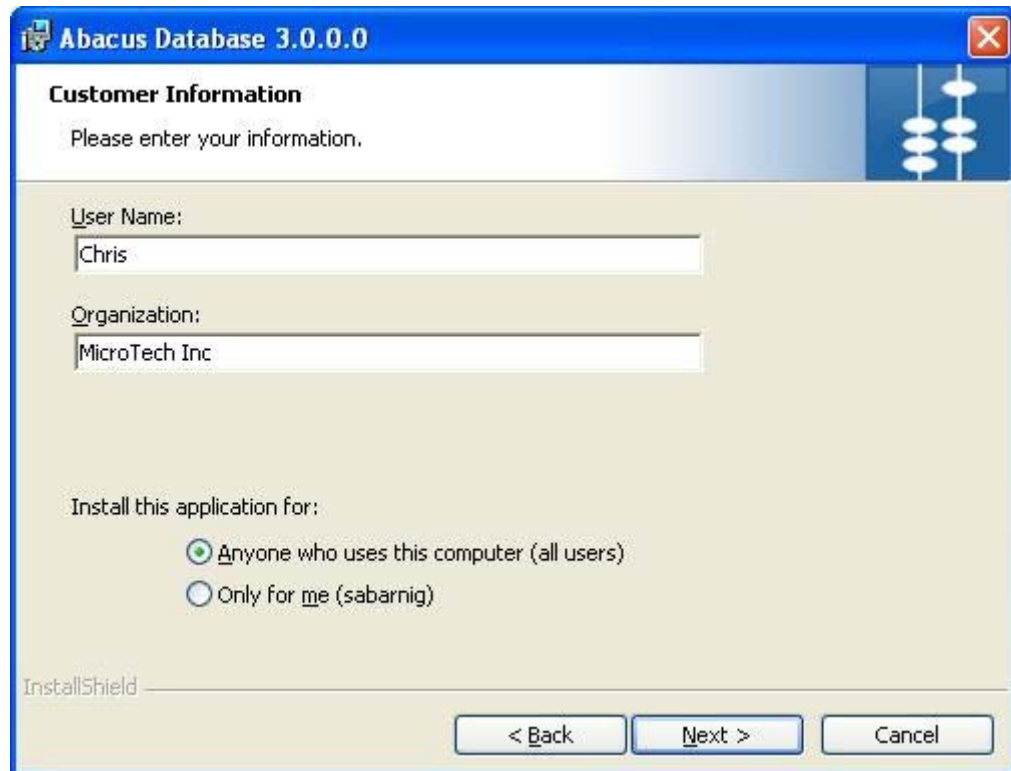 Abacus Database 3.0.0.0
Customer Information
Please enter your information.
User Name:
Chris
Organization:
MicroTech Inc
Install this application for:
Anyone who uses this computer (all users)
Only for me (sabarnig)
InstallShield
< Back Next > Cancel